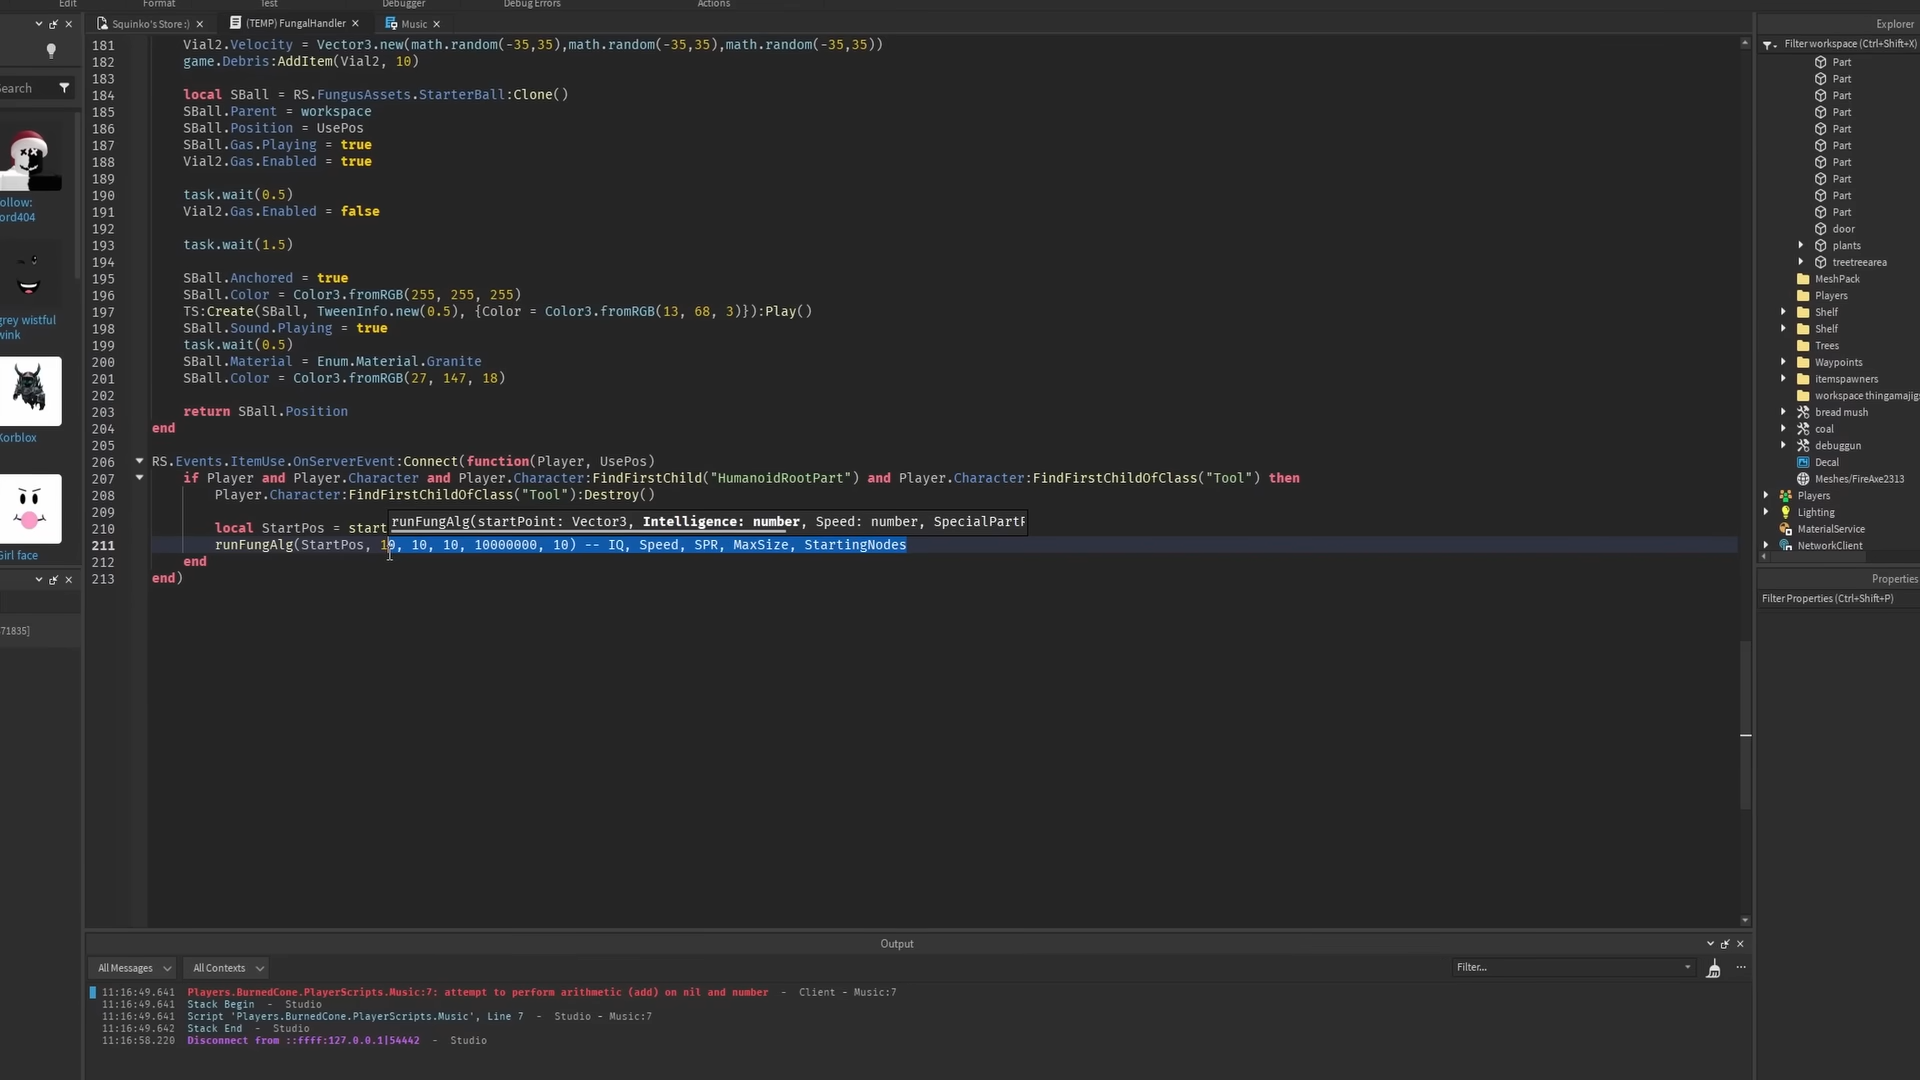 Edit
Format
Test
Debugger
Debug Errors
Actions
Squinko's Store :)
(TEMP) FungalHandler
Music
earch
ollow:
ord404
grey wistful
wink
Korblox
Girl face
71835]
181 Vial2.Velocity = Vector3.new(math.random(-35,35),math.random(-35,35),math.random(-35,35))
182 game.Debris:AddItem(Vial2, 10)
183
184 local SBall = RS.FungusAssets.StarterBall:Clone()
185 SBall.Parent = workspace
186 SBall.Position = UsePos
187 SBall.Gas.Playing = true
188 Vial2.Gas.Enabled = true
189
190 task.wait(0.5)
191 Vial2.Gas.Enabled = false
192
193 task.wait(1.5)
194
195 SBall.Anchored = true
196 SBall.Color = Color3.fromRGB(255, 255, 255)
197 TS:Create(SBall, TweenInfo.new(0.5), {Color = Color3.fromRGB(13, 68, 3)}):Play()
198 SBall.Sound.Playing = true
199 task.wait(0.5)
200 SBall.Material = Enum.Material.Granite
201 SBall.Color = Color3.fromRGB(27, 147, 18)
202
203 return SBall.Position
204 end
205
206 RS.Events.ItemUse.OnServerEvent:Connect(function(Player, UsePos)
207 if Player and Player.Character and Player.Character:FindFirstChild("HumanoidRootPart") and Player.Character:FindFirstChildOfClass("Tool") then
208 Player.Character:FindFirstChildOfClass("Tool"):Destroy()
209
runFungAlg(startPoint: Vector3, Intelligence: number, Speed: number, SpecialPartF
210 local StartPos = start
211 runFungAlg(StartPos, 10, 10, 10, 10000000, 10) -- IQ, Speed, SPR, MaxSize, StartingNodes
212 end
213 end)
Output
All Messages
All Contexts
Filter...
11:16:49.641 Players.BurnedCone.PlayerScripts.Music:7: attempt to perform arithmetic (add) on nil and number - Client - Music:7
11:16:49.641 Stack Begin - Studio
11:16:49.641 Script 'Players.BurnedCone.PlayerScripts.Music', Line 7 - Studio - Music:7
11:16:49.642 Stack End - Studio
11:16:58.220 Disconnect from ::ffff:127.0.0.1|54442 - Studio
Explorer
Filter workspace (Ctrl+Shift+X)
Part
Part
Part
Part
Part
Part
Part
Part
Part
Part
door
plants
treetreearea
MeshPack
Players
Shelf
Shelf
Trees
Waypoints
itemspawners
workspace thingamajigs
bread mush
coal
debuggun
Decal
Meshes/FireAxe2313
Players
Lighting
MaterialService
NetworkClient
Properties
Filter Properties (Ctrl+Shift+P)